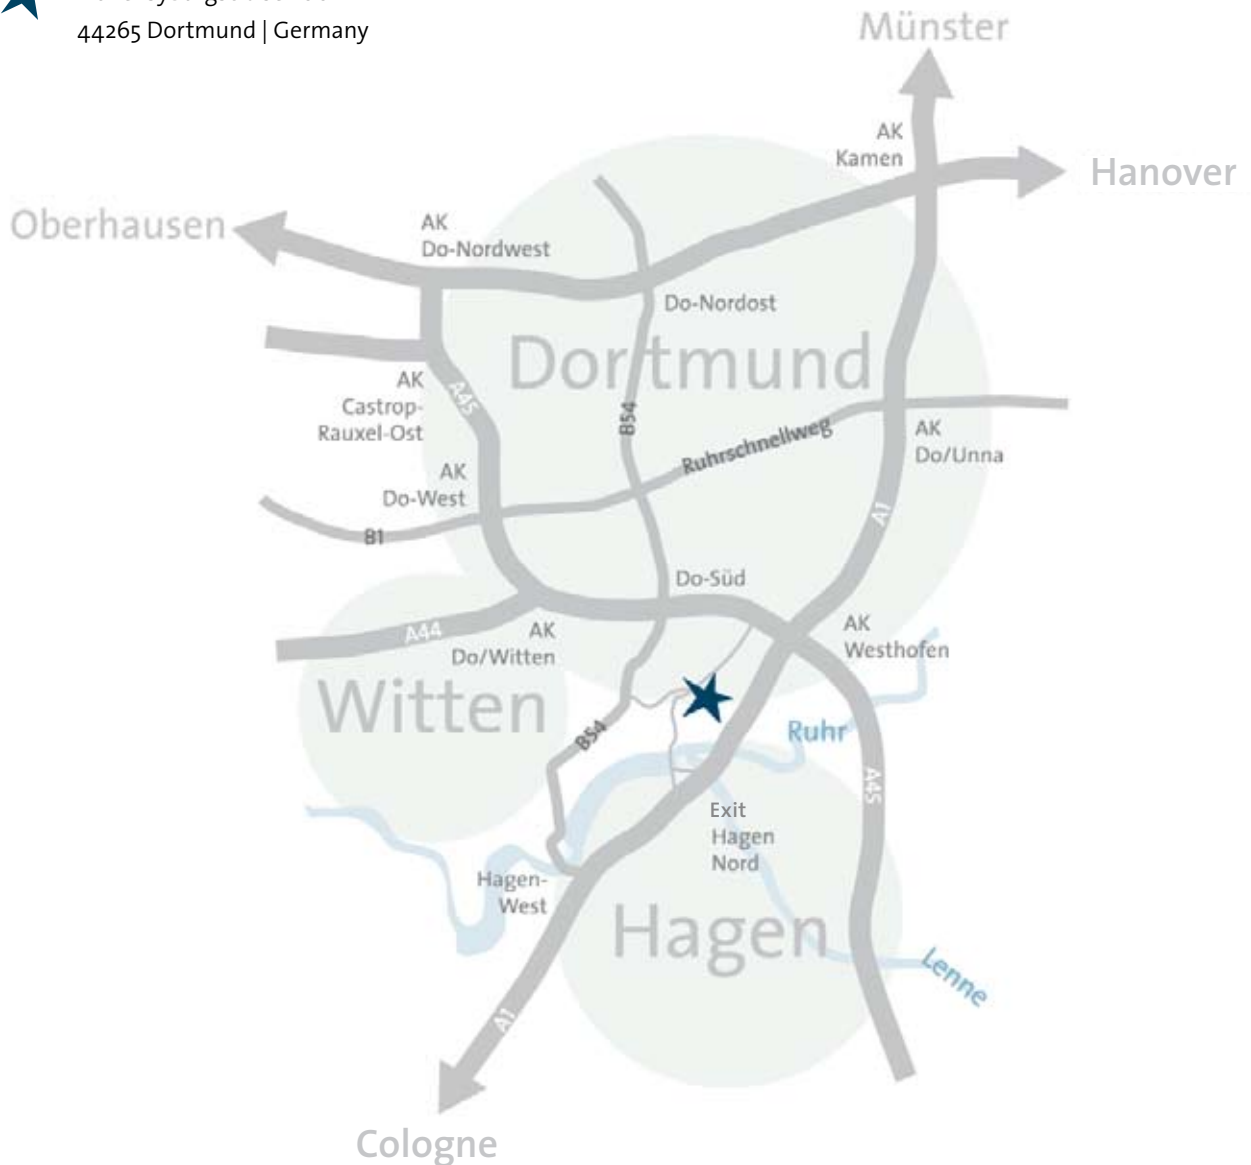 44265 Dortmund | Germany
Münster
AK
Kamen
Hanover
Oberhausen
AK
Do-Nordwest
Do-Nordost
Dortmund
AK
Castrop-
Rauxel-Ost
A45
B54
Ruhrschnellweg
AK
Do/Unna
AK
Do-West
B1
A1
Do-Süd
A44
AK
Do/Witten
AK
Westhofen
Witten
B54
Ruhr
A45
Exit
Hagen
Nord
Hagen-
West
Hagen
Lenne
A1
Cologne